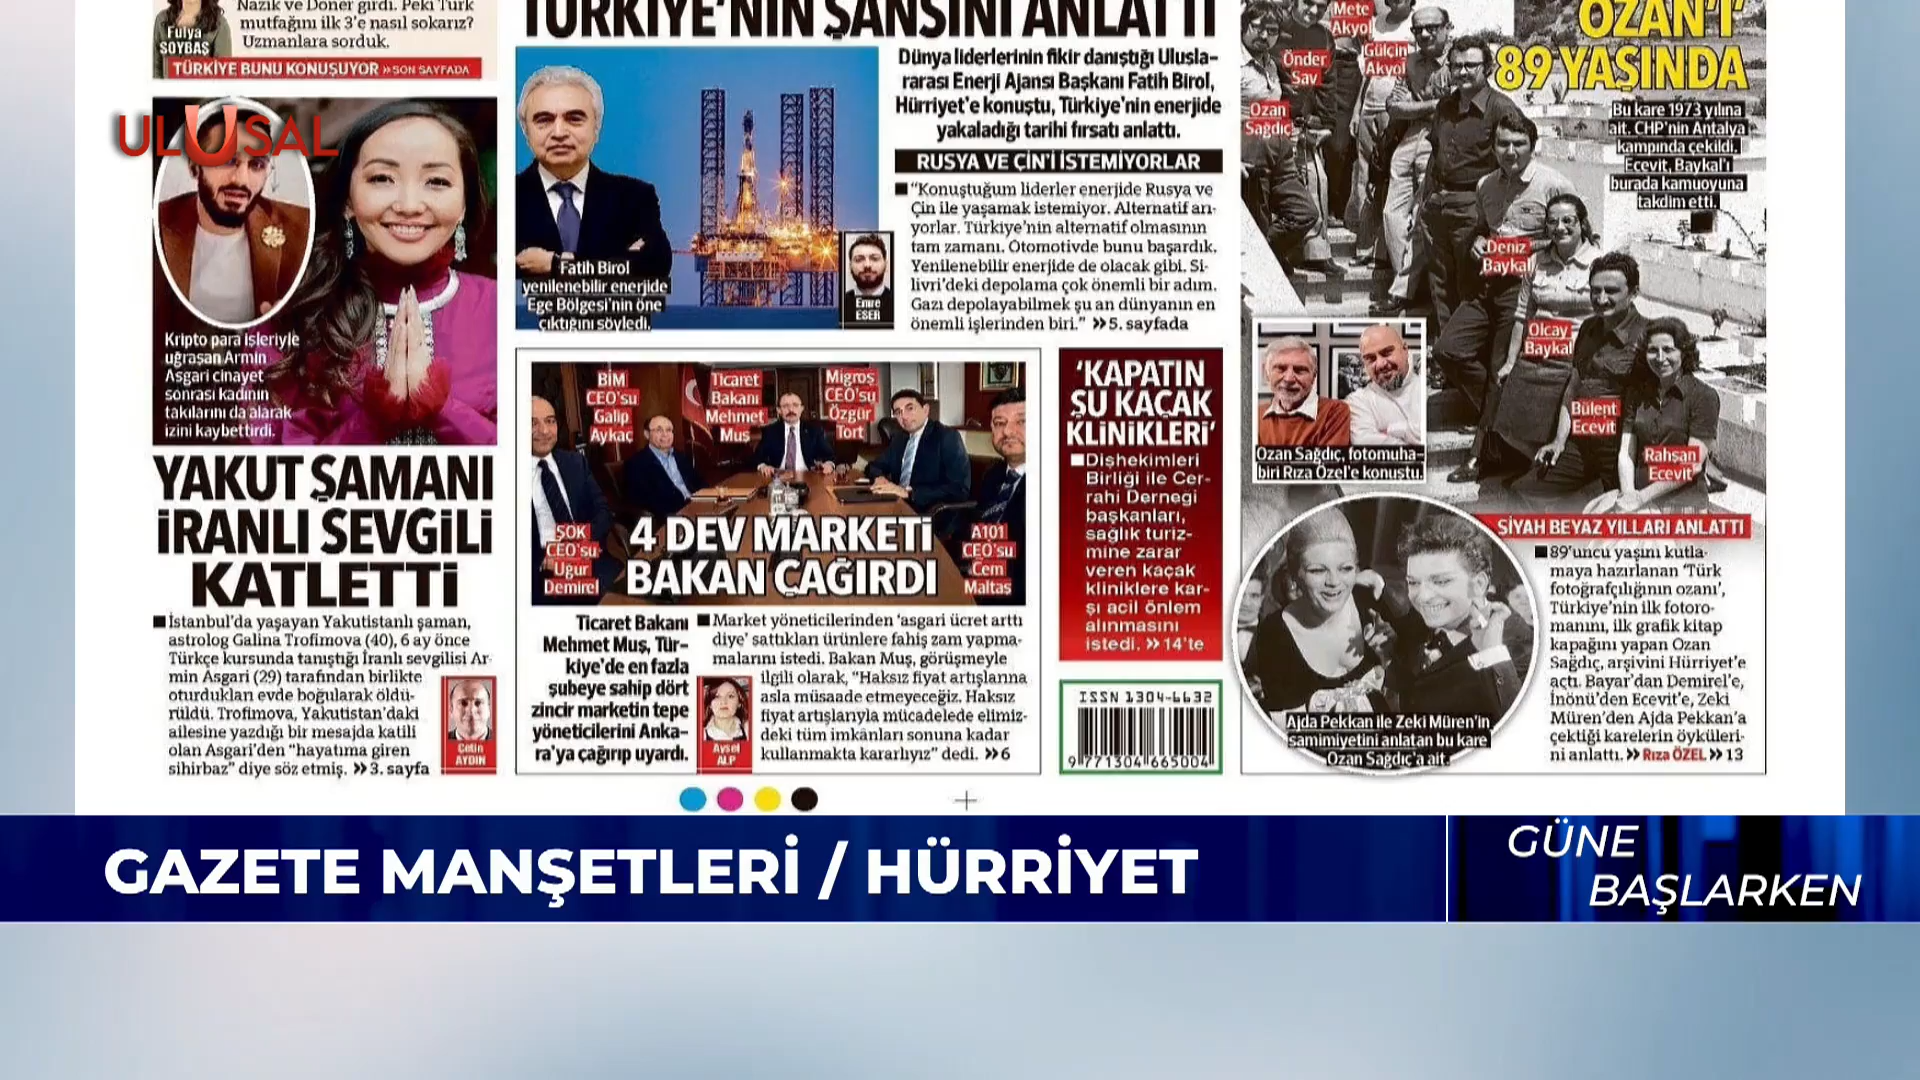 Nazik ve Döner girdi. Peki Türk
mutfağını ilk 3'e nasıl sokarız?
Uzmanlara sorduk.
Fulya
SOYBAŞ
TÜRKİYE BUNU KONUŞUYOR »SON SAYFADA
ULUSAL
Kripto para işleriyle
uğraşan Armin
Asgari cinayet
sonrası kadının
takılarını da alarak
izini kaybettirdi.
YAKUT ŞAMANI
İRANLI SEVGİLİ
KATLETTİ
İstanbul'da yaşayan Yakutistanlı şaman,
astrolog Galina Trofimova (40), 6 ay önce
Türkçe kursunda tanıştığı İranlı sevgilisi Ar-
min Asgari (29) tarafından birlikte
oturdukları evde boğularak öldü-
rüldü. Trofimova, Yakutistan'daki
ailesine yazdığı bir mesajda katili
olan Asgari'den "hayatıma giren
sihirbaz" diye söz etmiş. »3. sayfa
Çetin
AYDIN
TÜRKİYE'NİN ŞANSINI ANLATTI
Dünya liderlerinin fikir danıştığı Ulusla-
rarası Enerji Ajansı Başkanı Fatih Birol,
Hürriyet'e konuştu, Türkiye'nin enerjide
yakaladığı tarihi fırsatı anlattı.
RUSYA VE ÇİN'İ İSTEMİYORLAR
"Konuştuğum liderler enerjide Rusya ve
Çin ile yaşamak istemiyor. Alternatif arı-
yorlar. Türkiye'nin alternatif olmasının
tam zamanı. Otomotivde bunu başardık.
Yenilenebilir enerjide de olacak gibi. Si-
livri'deki depolama çok önemli bir adım.
Gazı depolayabilmek şu an dünyanın en
önemli işlerinden biri." »5. sayfada
Fatih Birol
yenilenebilir enerjide
Ege Bölgesi'nin öne
çıktığını söyledi.
Emre
ESER
BİM
CEO'su
Galip
Aykaç
Ticaret
Bakanı
Mehmet
Muş
Migros
CEO'su
Özgür
Tort
ŞOK
CEO'su
Uğur
Demirel
A101
CEO'su
Cem
Maltaş
4 DEV MARKETİ
BAKAN ÇAĞIRDI
Ticaret Bakanı
Mehmet Muş, Tür-
kiye'de en fazla
şubeye sahip dört
zincir marketin tepe
yöneticilerini Anka-
ra'ya çağırıp uyardı.
Market yöneticilerinden 'asgari ücret arttı
diye' sattıkları ürünlere fahiş zam yapma-
malarını istedi. Bakan Muş, görüşmeyle
ilgili olarak, "Haksız fiyat artışlarına
asla müsaade etmeyeceğiz. Haksız
fiyat artışlarıyla mücadelede elimiz-
deki tüm imkânları sonuna kadar
kullanmakta kararlıyız" dedi. »6
Aysel
ALP
'KAPATIN
ŞU KAÇAK
KLİNİKLERİ'
Dişhekimleri
Birliği ile Cer-
rahi Derneği
başkanları,
sağlık turiz-
mine zarar
veren kaçak
kliniklere kar-
şı acil önlem
alınmasını
istedi. »14'te
ISSN 1304-6632
9 771304 665004
OZAN'I'
89 YAŞINDA
Mete
Akyol
Gülçin
Akyol
Önder
Sav
Ozan
Sağdıç
Bu kare 1973 yılına
ait. CHP'nin Antalya
kampında çekildi.
Ecevit, Baykal'ı
burada kamuoyuna
takdim etti.
Deniz
Baykal
Olcay
Baykal
Bülent
Ecevit
Rahşan
Ecevit
Ozan Sağdıç, fotomuha-
biri Rıza Özel'e konuştu.
SİYAH BEYAZ YILLARI ANLATTI
89'uncu yaşını kutla-
maya hazırlanan 'Türk
fotoğrafçılığının ozanı',
Türkiye'nin ilk fotoro-
manını, ilk grafik kitap
kapağını yapan Ozan
Sağdıç, arşivini Hürriyet'e
açtı. Bayar'dan Demirel'e,
İnönü'den Ecevit'e, Zeki
Müren'den Ajda Pekkan'a
çektiği karelerin öyküleri-
ni anlattı. »Rıza ÖZEL »13
Ajda Pekkan ile Zeki Müren'in
samimiyetini anlatan bu kare
Ozan Sağdıç'a ait.
GAZETE MANŞETLERİ / HÜRRİYET
GÜNE
BAŞLARKEN